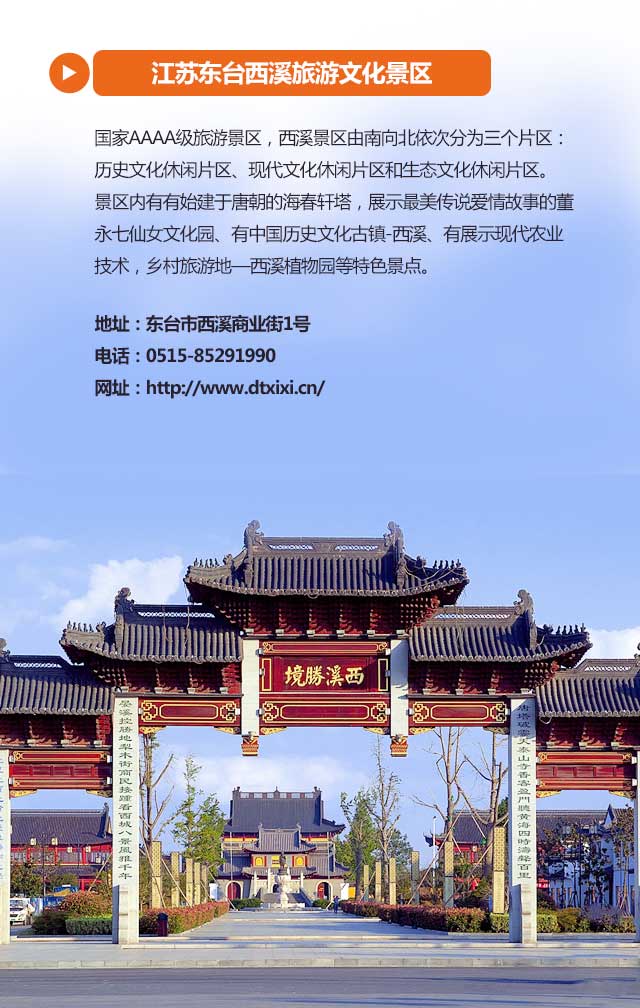 江苏东台西溪旅游文化景区
国家AAAA级旅游景区，西溪景区由南向北依次分为三个片区：
历史文化休闲片区、现代文化休闲片区和生态文化休闲片区。
景区内有有始建于唐朝的海春轩塔，展示最美传说爱情故事的董
永七仙女文化园、有中国历史文化古镇-西溪、有展示现代农业
技术，乡村旅游地—西溪植物园等特色景点。
地址：东台市西溪商业街1号
电话：0515-85291990
网址：http://www.dtxixi.cn/
境勝溪西